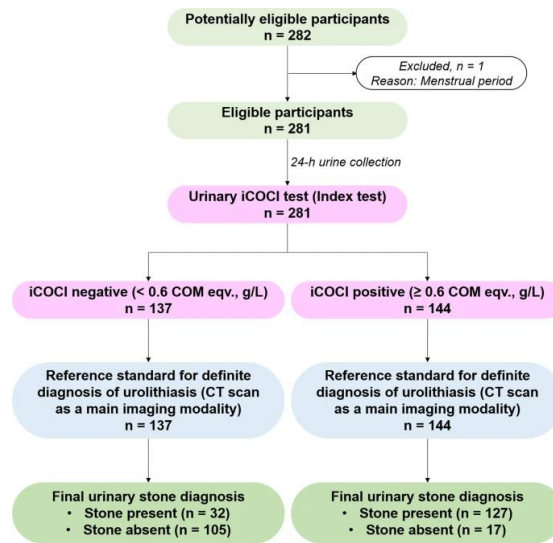 Potentially eligible participants
n = 282
Excluded, n = 1
Reason: Menstrual period
Eligible participants
n = 281
24-h urine collection
Urinary iCOCI test (Index test)
n = 281
iCOCI negative (< 0.6 COM eqv., g/L)
n = 137
iCOCI positive (≥ 0.6 COM eqv., g/L)
n = 144
Reference standard for definite
diagnosis of urolithiasis (CT scan
as a main imaging modality)
n = 137
Reference standard for definite
diagnosis of urolithiasis (CT scan
as a main imaging modality)
n = 144
Final urinary stone diagnosis
• Stone present (n = 32)
• Stone absent (n = 105)
Final urinary stone diagnosis
• Stone present (n = 127)
• Stone absent (n = 17)